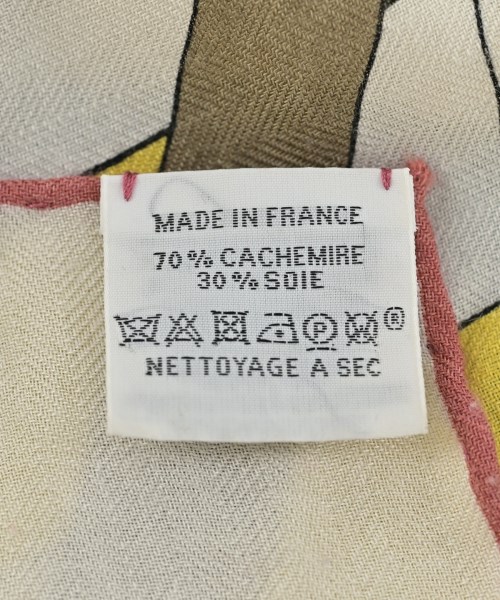 MADE IN FRANCE
70 % CACHEMIRE
30 % SOIE
P W ®
NETTOYAGE A SEC